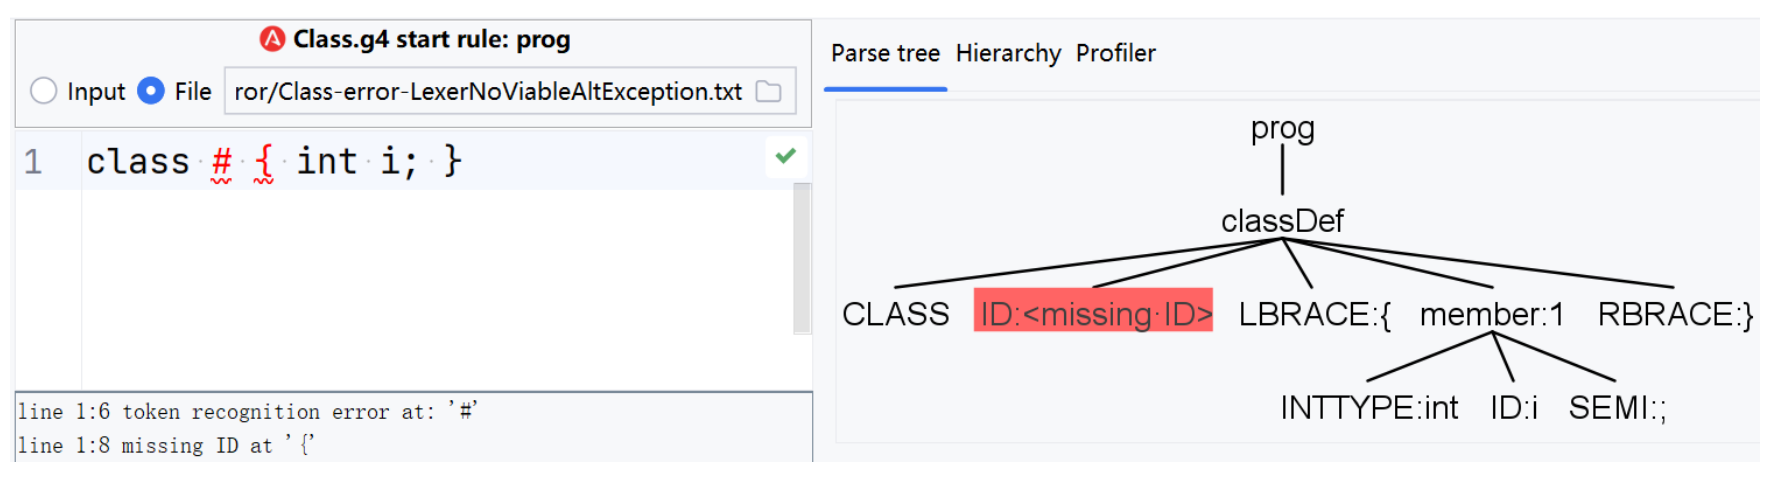 Class.g4 start rule: prog
Input File ror/Class-error-LexerNoViableAltException.txt
1 class # { int i; }
line 1:6 token recognition error at: '#'
line 1:8 missing ID at '{'
Parse tree Hierarchy Profiler
prog
classDef
CLASS ID:<missing·ID> LBRACE:{ member:1 RBRACE:}
INTTYPE:int ID:i SEMI:;